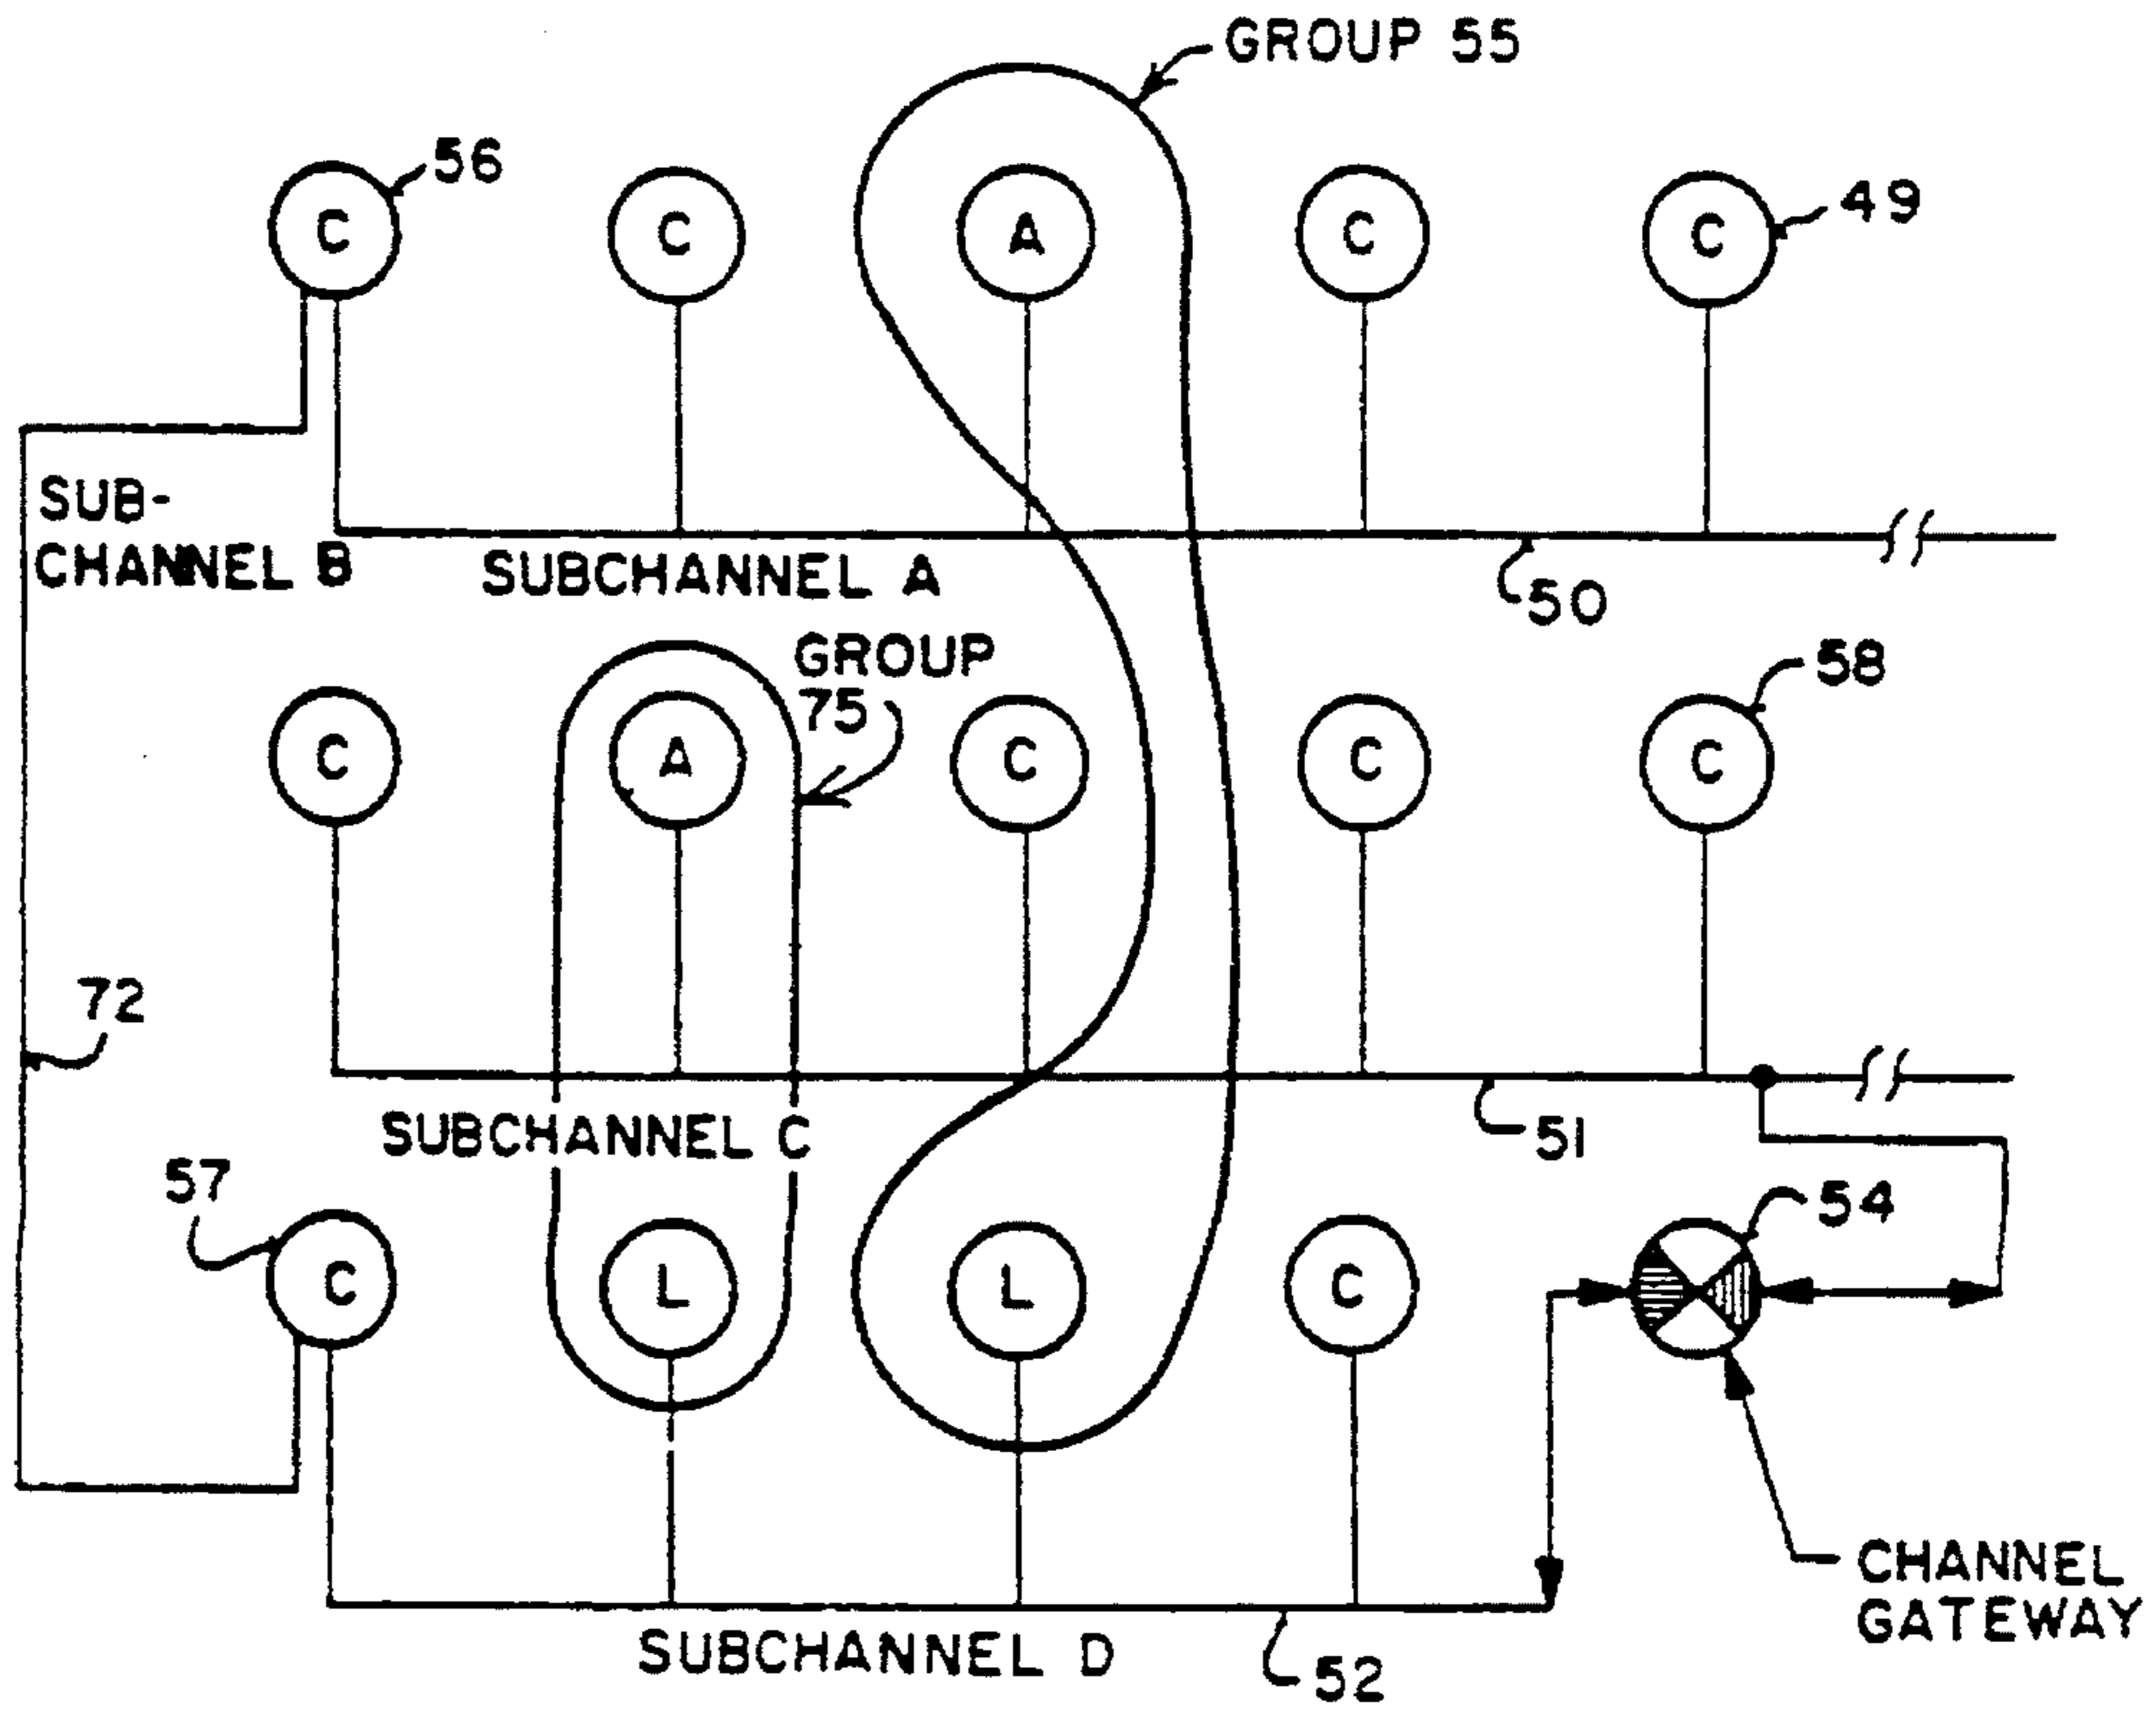 GROUP 55
56
C
C
A
C
C
49
SUB-
CHANNEL B
SUBCHANNEL A
50
GROUP
75
58
C
A
C
C
C
72
SUBCHANNEL C
51
57
54
C
L
L
C
CHANNEL
GATEWAY
SUBCHANNEL D
52